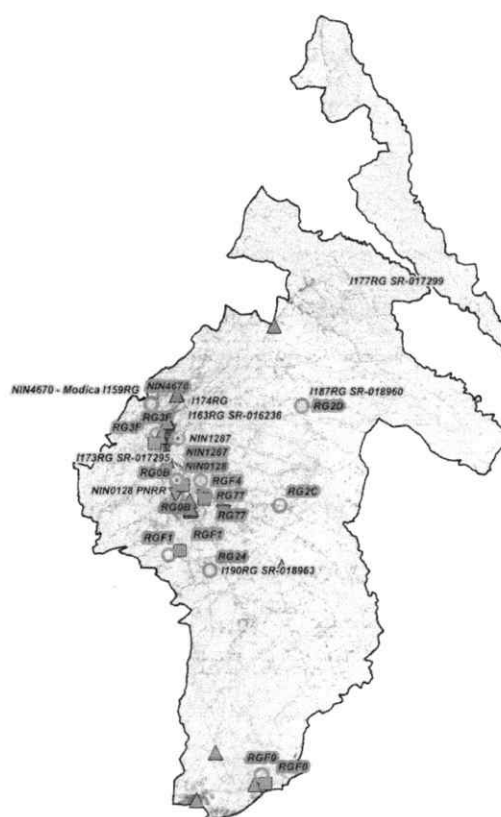 I177RG SR-017299
NIN4670 - Modica I159RG
NIN4670
I174RG
I187RG SR-018960
RG2D
RG3F
I163RG SR-016236
RG3F
NIN1287
I173RG SR-017295
NIN1287
RG0B
NIN0128
NIN0128 PNRR
RGF4
RG77
RG2C
RG0B
RG77
RGF1
RGF1
RG24
I190RG SR-018963
RGF0
RGF0